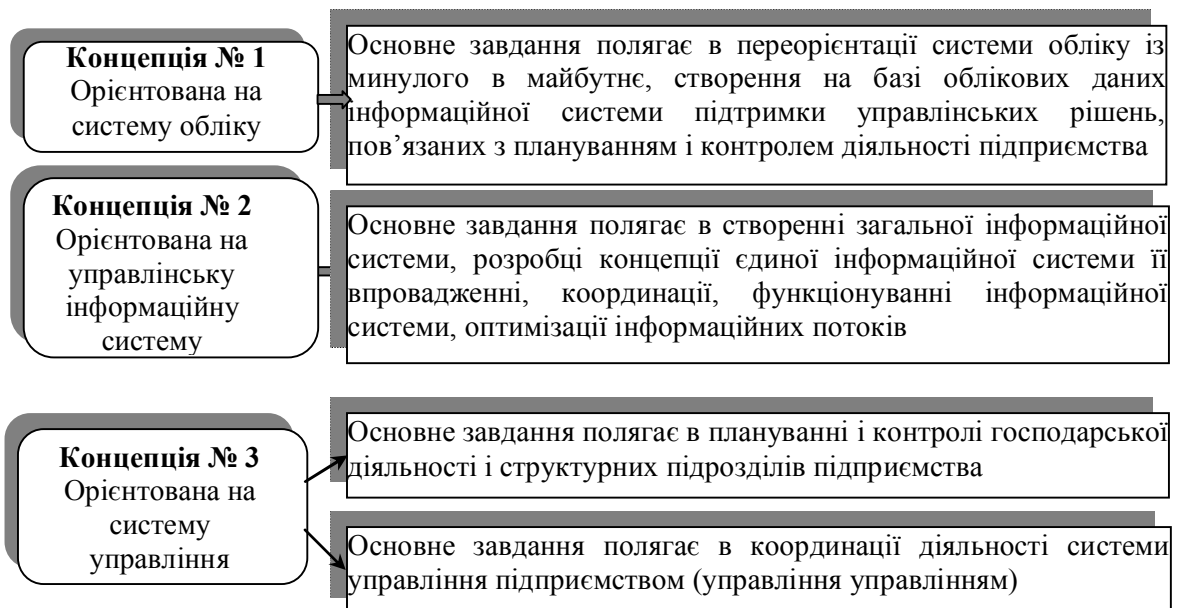 Концепція № 1
Орієнтована на
систему обліку
Основне завдання полягає в переорієнтації системи обліку із
минулого в майбутнє, створення на базі облікових даних
інформаційної системи підтримки управлінських рішень,
пов’язаних з плануванням і контролем діяльності підприємства
Концепція № 2
Орієнтована на
управлінську
інформаційну
систему
Основне завдання полягає в створенні загальної інформаційної
системи, розробці концепції єдиної інформаційної системи її
впровадженні, координації, функціонуванні інформаційної
системи, оптимізації інформаційних потоків
Концепція № 3
Орієнтована на
систему
управління
Основне завдання полягає в плануванні і контролі господарської
діяльності і структурних підрозділів підприємства
Основне завдання полягає в координації діяльності системи
управління підприємством (управління управлінням)